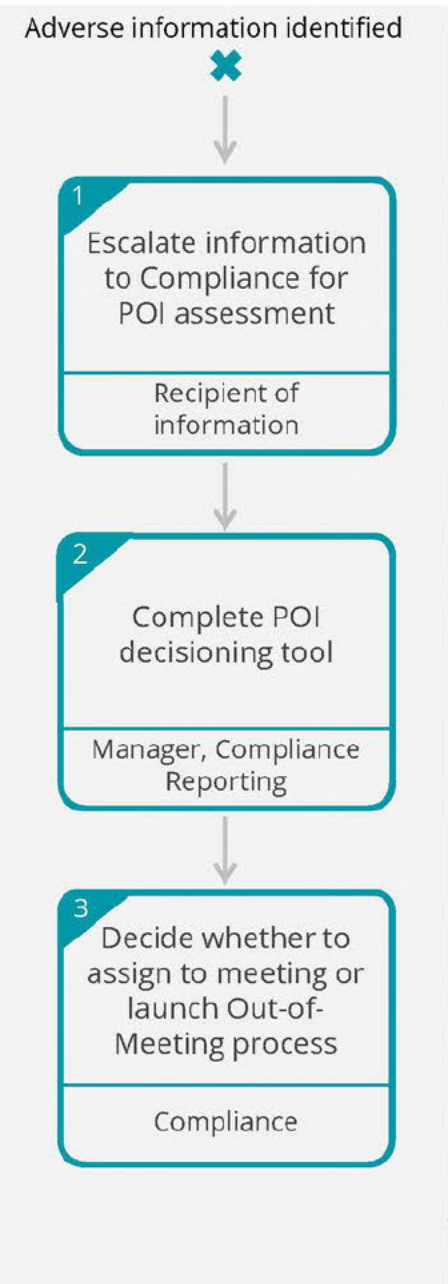 Adverse information identified
1
Escalate information
to Compliance for
POI assessment
Recipient of
information
2
Complete POI
decisioning tool
Manager, Compliance
Reporting
3
Decide whether to
assign to meeting or
launch Out-of-
Meeting process
Compliance